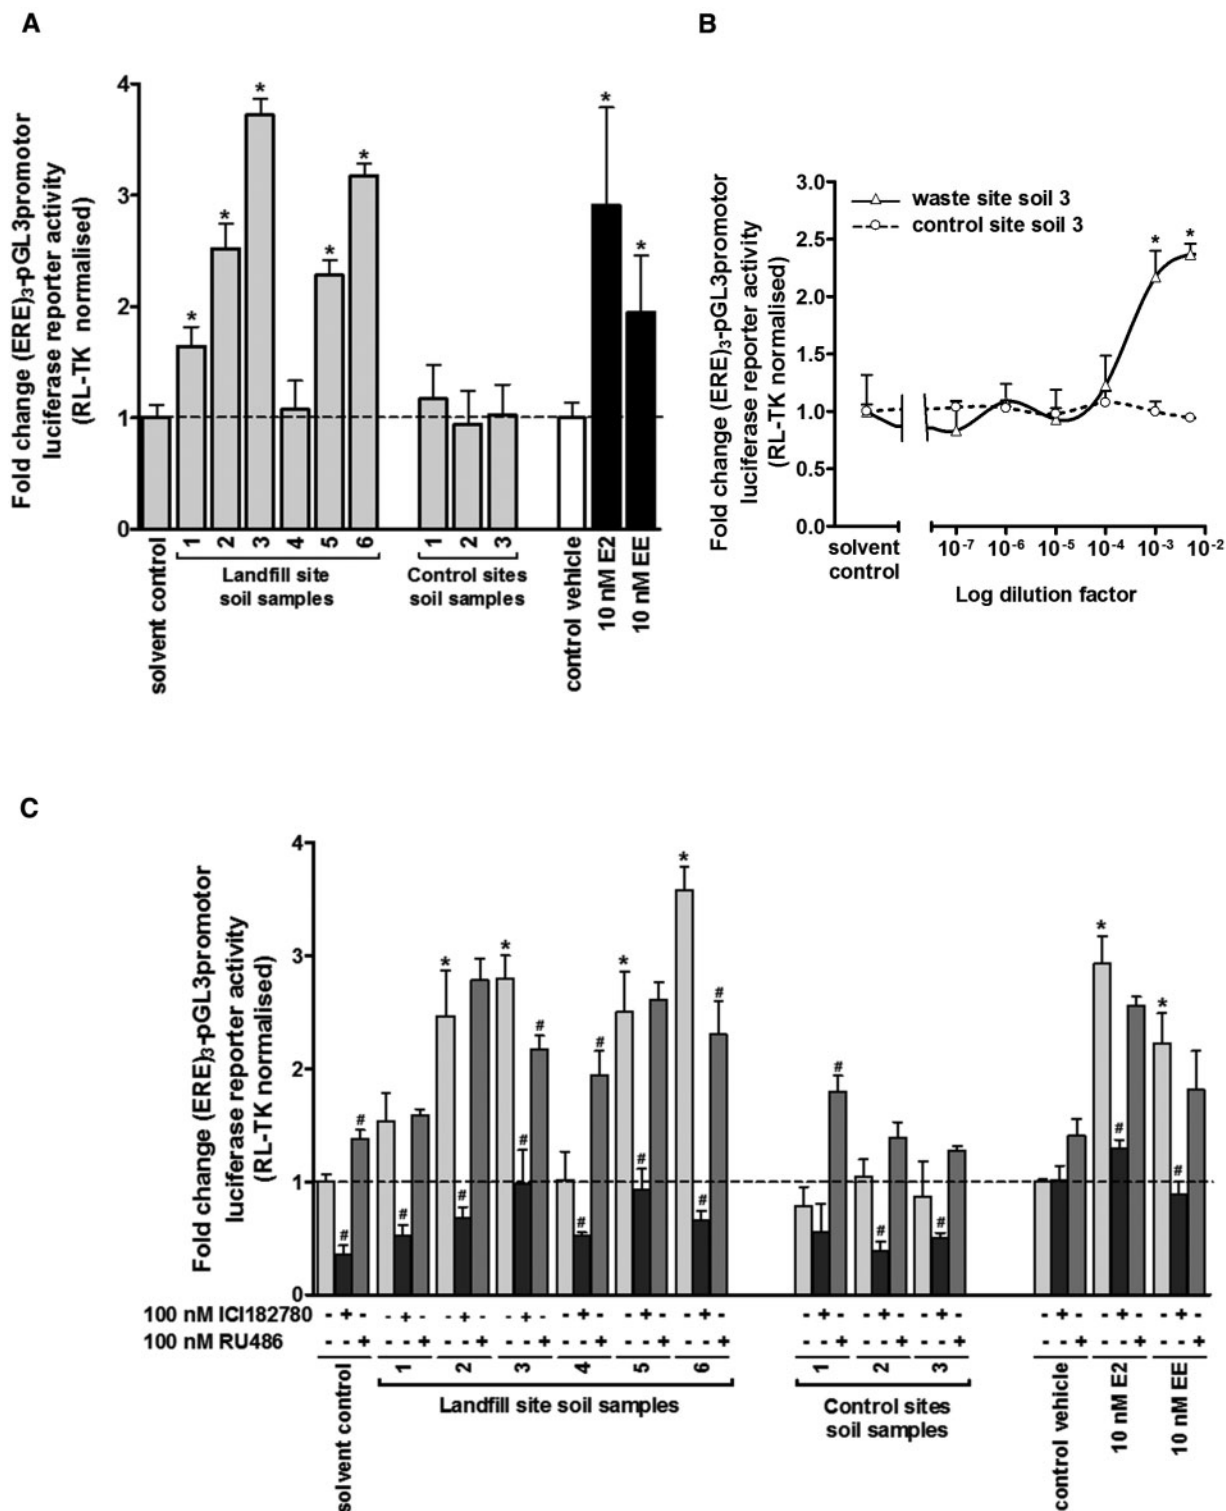 A
Fold change (ERE)3-pGL3promotor
luciferase reporter activity
(RL-TK normalised)
4
3
2
1
0
* * * * * * *
solvent control
1 2 3 4 5 6
Landfill site
soil samples
1 2 3
Control sites
soil samples
control vehicle
10 nM E2
10 nM EE
B
Fold change (ERE)3-pGL3promotor
luciferase reporter activity
(RL-TK normalised)
3.0
2.5
2.0
1.5
1.0
0.5
0.0
waste site soil 3
control site soil 3
* *
solvent
control
10-7 10-6 10-5 10-4 10-3 10-2
Log dilution factor
C
Fold change (ERE)3-pGL3promotor
luciferase reporter activity
(RL-TK normalised)
4
3
2
1
0
# # # * # * # # # # * # * # # # # # * # * #
100 nM ICI182780 - + - - + - - + - - + - - + - - + - - + - - + - - + - - + - - + - - + - - + -
100 nM RU486 - - + - - + - - + - - + - - + - - + - - + - - + - - + - - + - - + - - + - - +
solvent control
1 2 3 4 5 6
Landfill site soil samples
1 2 3
Control sites
soil samples
control vehicle
10 nM E2
10 nM EE